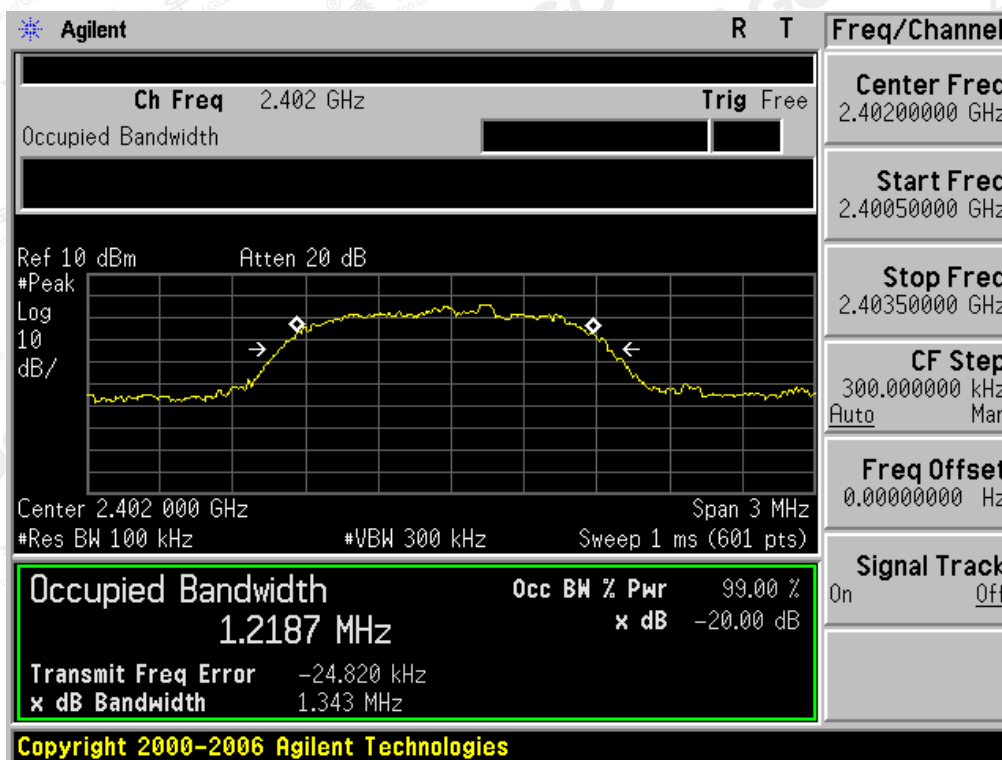 Agilent R T Freq/Channel
Ch Freq 2.402 GHz Trig Free
Occupied Bandwidth
Center Freq
2.40200000 GHz
Start Freq
2.40050000 GHz
Stop Freq
2.40350000 GHz
CF Step
300.000000 kHz
Auto Man
Freq Offset
0.00000000 Hz
Signal Track
On Off
Ref 10 dBm Atten 20 dB
#Peak
Log
10
dB/
Center 2.402 000 GHz Span 3 MHz
#Res BW 100 kHz #VBW 300 kHz Sweep 1 ms (601 pts)
Occupied Bandwidth Occ BW % Pwr 99.00 %
1.2187 MHz x dB -20.00 dB
Transmit Freq Error -24.820 kHz
x dB Bandwidth 1.343 MHz
Copyright 2000-2006 Agilent Technologies